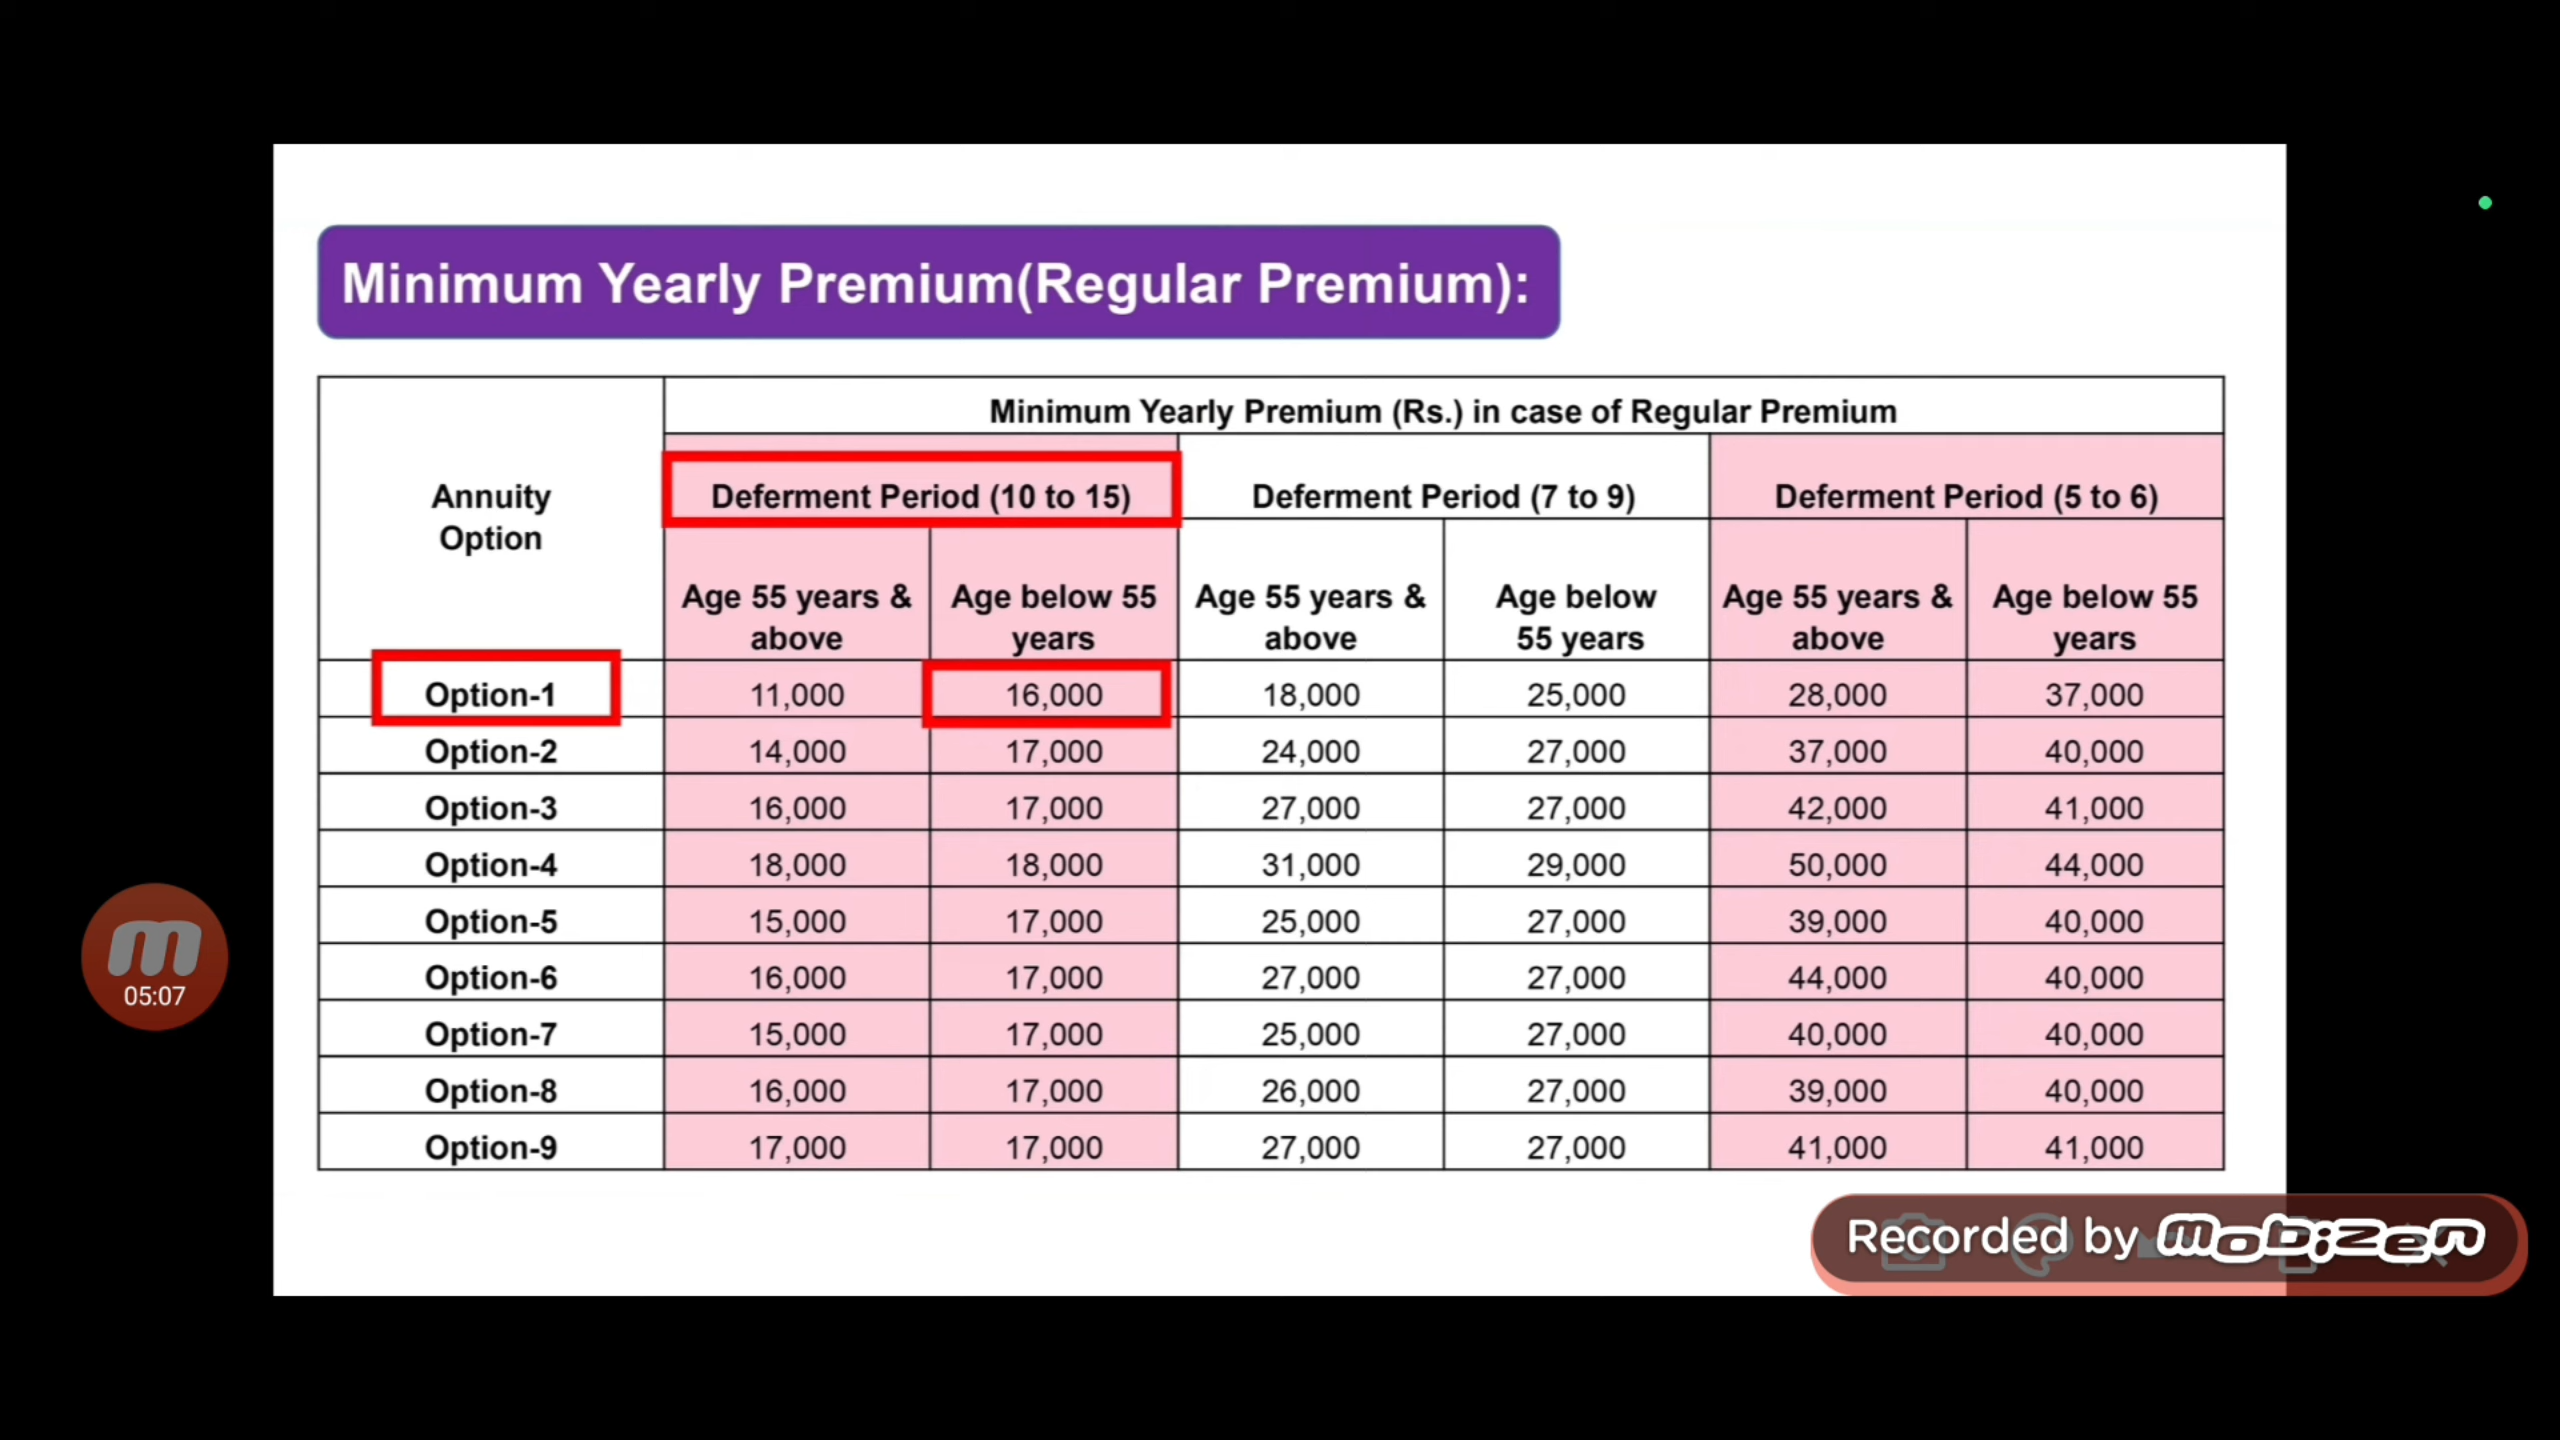 Minimum Yearly Premium(Regular Premium):
Minimum Yearly Premium (Rs.) in case of Regular Premium
Annuity Option
Deferment Period (10 to 15) Deferment Period (7 to 9) Deferment Period (5 to 6)
Age 55 years & above Age below 55 years Age 55 years & above Age below 55 years Age 55 years & above Age below 55 years
Option-1 11,000 16,000 18,000 25,000 28,000 37,000
Option-2 14,000 17,000 24,000 27,000 37,000 40,000
Option-3 16,000 17,000 27,000 27,000 42,000 41,000
Option-4 18,000 18,000 31,000 29,000 50,000 44,000
Option-5 15,000 17,000 25,000 27,000 39,000 40,000
Option-6 16,000 17,000 27,000 27,000 44,000 40,000
Option-7 15,000 17,000 25,000 27,000 40,000 40,000
Option-8 16,000 17,000 26,000 27,000 39,000 40,000
Option-9 17,000 17,000 27,000 27,000 41,000 41,000
m
05:07
Recorded by mobizen